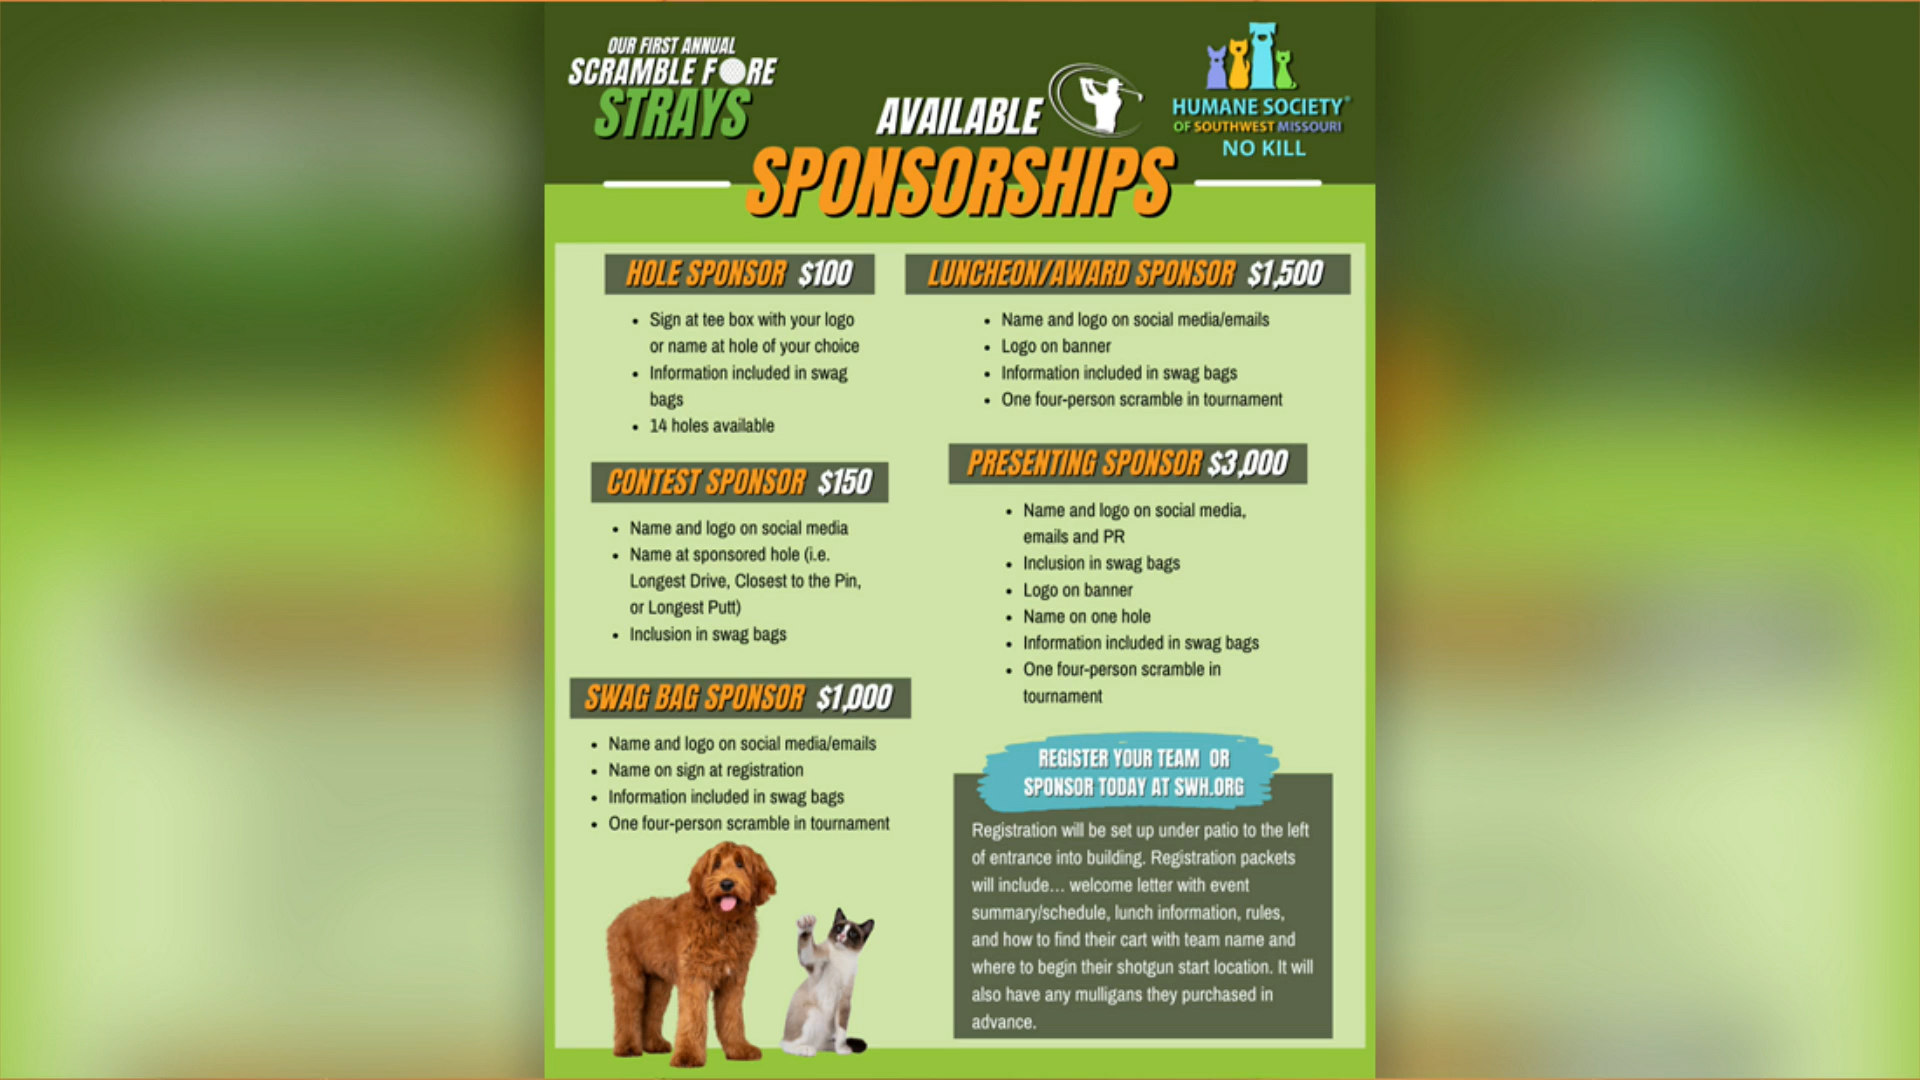 OUR FIRST ANNUAL
SCRAMBLE FORE
STRAYS
AVAILABLE
SPONSORSHIPS
HUMANE SOCIETY
OF SOUTHWEST MISSOURI
NO KILL
HOLE SPONSOR $100
• Sign at tee box with your logo
or name at hole of your choice
• Information included in swag
bags
• 14 holes available
CONTEST SPONSOR $150
• Name and logo on social media
• Name at sponsored hole (i.e.
Longest Drive, Closest to the Pin,
or Longest Putt)
• Inclusion in swag bags
SWAG BAG SPONSOR $1,000
• Name and logo on social media/emails
• Name on sign at registration
• Information included in swag bags
• One four-person scramble in tournament
LUNCHEON/AWARD SPONSOR $1,500
• Name and logo on social media/emails
• Logo on banner
• Information included in swag bags
• One four-person scramble in tournament
PRESENTING SPONSOR $3,000
• Name and logo on social media,
emails and PR
• Inclusion in swag bags
• Logo on banner
• Name on one hole
• Information included in swag bags
• One four-person scramble in
tournament
REGISTER YOUR TEAM OR
SPONSOR TODAY AT SWH.ORG
Registration will be set up under patio to the left
of entrance into building. Registration packets
will include... welcome letter with event
summary/schedule, lunch information, rules,
and how to find their cart with team name and
where to begin their shotgun start location. It will
also have any mulligans they purchased in
advance.